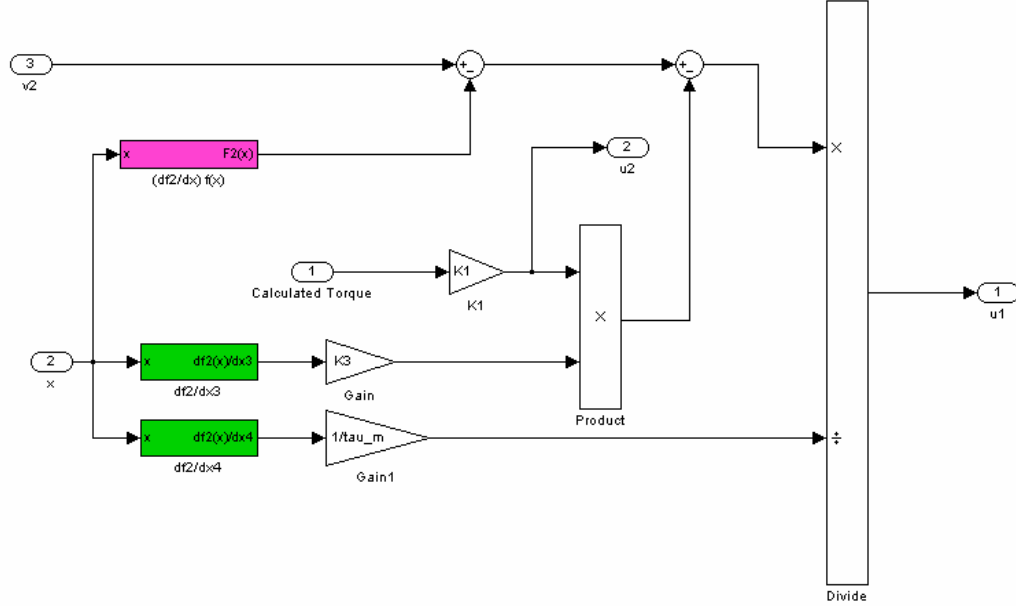 3
v2
+
-
+
-
×
x F2(x)
(df2/dx) f(x)
2
u2
1
Calculated Torque
K1
K1
×
1
u1
2
x
x df2(x)/dx3
df2/dx3
K3
Gain
Product
x df2(x)/dx4
df2/dx4
1/tau_m
Gain1
÷
Divide